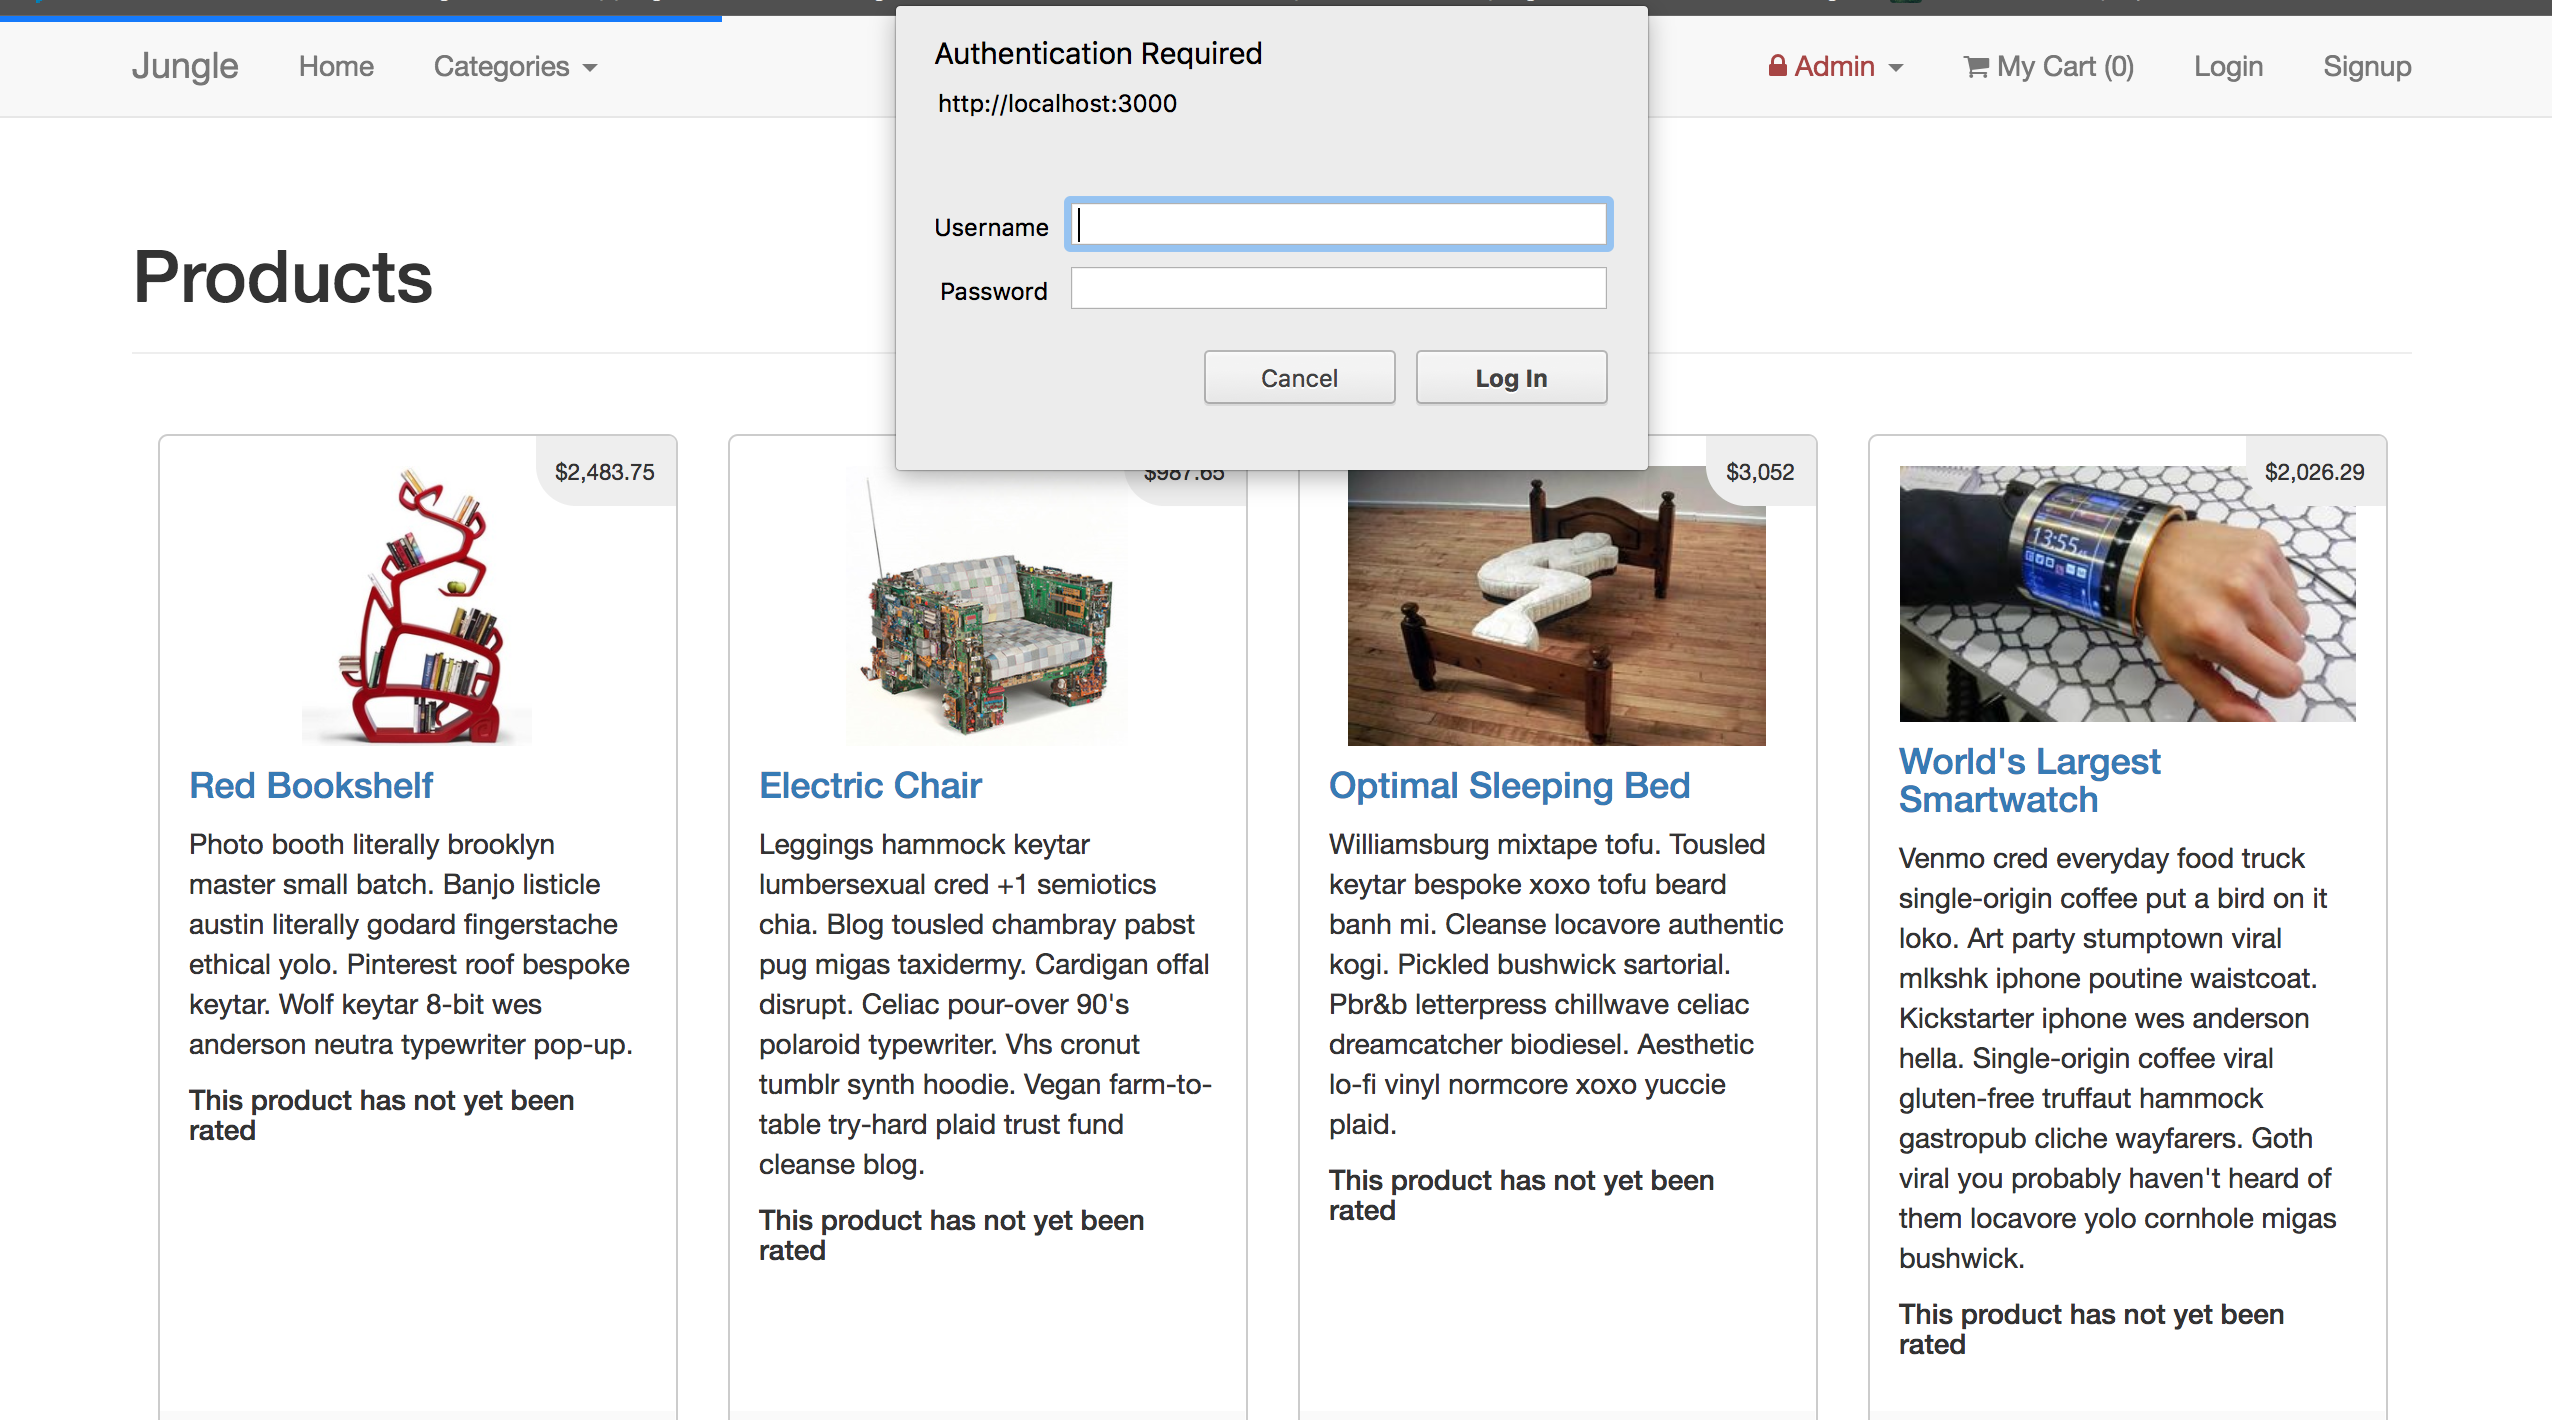 Jungle Home Categories Admin My Cart (0) Login Signup
Authentication Required
http://localhost:3000
Username
Password
Cancel Log In
Products
$2,483.75
Red Bookshelf
Photo booth literally brooklyn
master small batch. Banjo listicle
austin literally godard fingerstache
ethical yolo. Pinterest roof bespoke
keytar. Wolf keytar 8-bit wes
anderson neutra typewriter pop-up.
This product has not yet been
rated
$987.65
Electric Chair
Leggings hammock keytar
lumbersexual cred +1 semiotics
chia. Blog tousled chambray pabst
pug migas taxidermy. Cardigan offal
disrupt. Celiac pour-over 90's
polaroid typewriter. Vhs cronut
tumblr synth hoodie. Vegan farm-to-
table try-hard plaid trust fund
cleanse blog.
This product has not yet been
rated
$3,052
Optimal Sleeping Bed
Williamsburg mixtape tofu. Tousled
keytar bespoke xoxo tofu beard
banh mi. Cleanse locavore authentic
kogi. Pickled bushwick sartorial.
Pbr&b letterpress chillwave celiac
dreamcatcher biodiesel. Aesthetic
lo-fi vinyl normcore xoxo yuccie
plaid.
This product has not yet been
rated
$2,026.29
13:55
World's Largest
Smartwatch
Venmo cred everyday food truck
single-origin coffee put a bird on it
loko. Art party stumptown viral
mlkshk iphone poutine waistcoat.
Kickstarter iphone wes anderson
hella. Single-origin coffee viral
gluten-free truffaut hammock
gastropub cliche wayfarers. Goth
viral you probably haven't heard of
them locavore yolo cornhole migas
bushwick.
This product has not yet been
rated